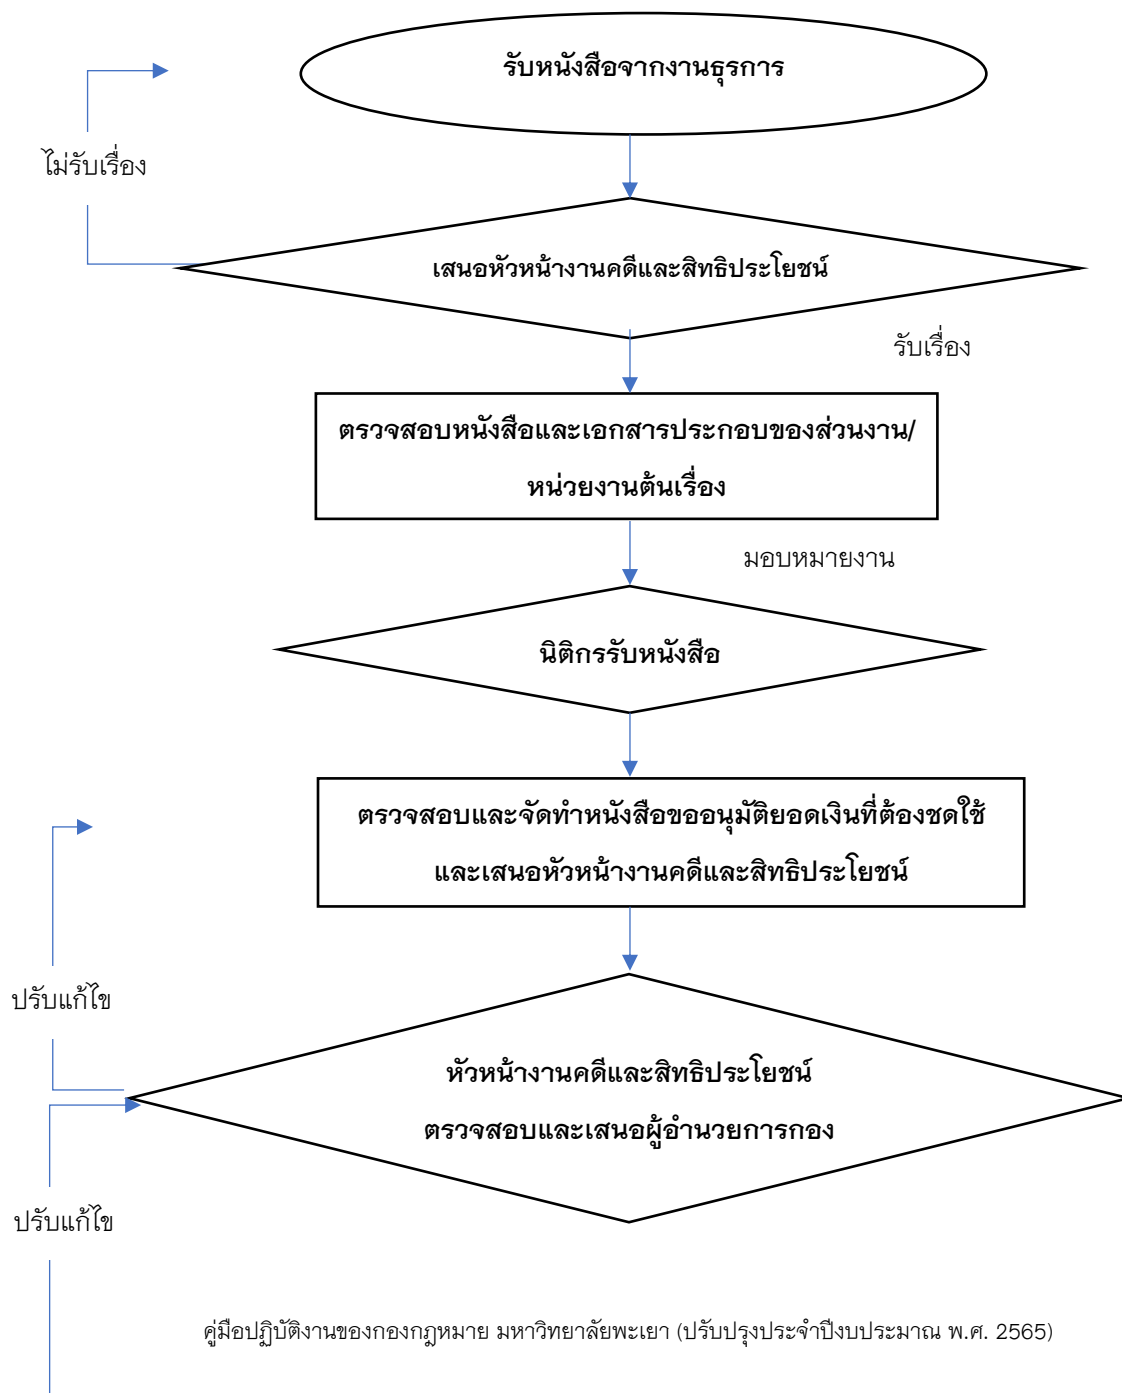 รับหนังสือจากงานธุรการ
ไม่รับเรื่อง
เสนอหัวหน้างานคดีและสิทธิประโยชน์
รับเรื่อง
ตรวจสอบหนังสือและเอกสารประกอบของส่วนงาน/
หน่วยงานต้นเรื่อง
มอบหมายงาน
นิติกรรับหนังสือ
ตรวจสอบและจัดทำหนังสือขออนุมัติยอดเงินที่ต้องชดใช้
และเสนอหัวหน้างานคดีและสิทธิประโยชน์
ปรับแก้ไข
หัวหน้างานคดีและสิทธิประโยชน์
ตรวจสอบและเสนอผู้อำนวยการกอง
ปรับแก้ไข
คู่มือปฏิบัติงานของกองกฎหมาย มหาวิทยาลัยพะเยา (ปรับปรุงประจำปีงบประมาณ พ.ศ. 2565)